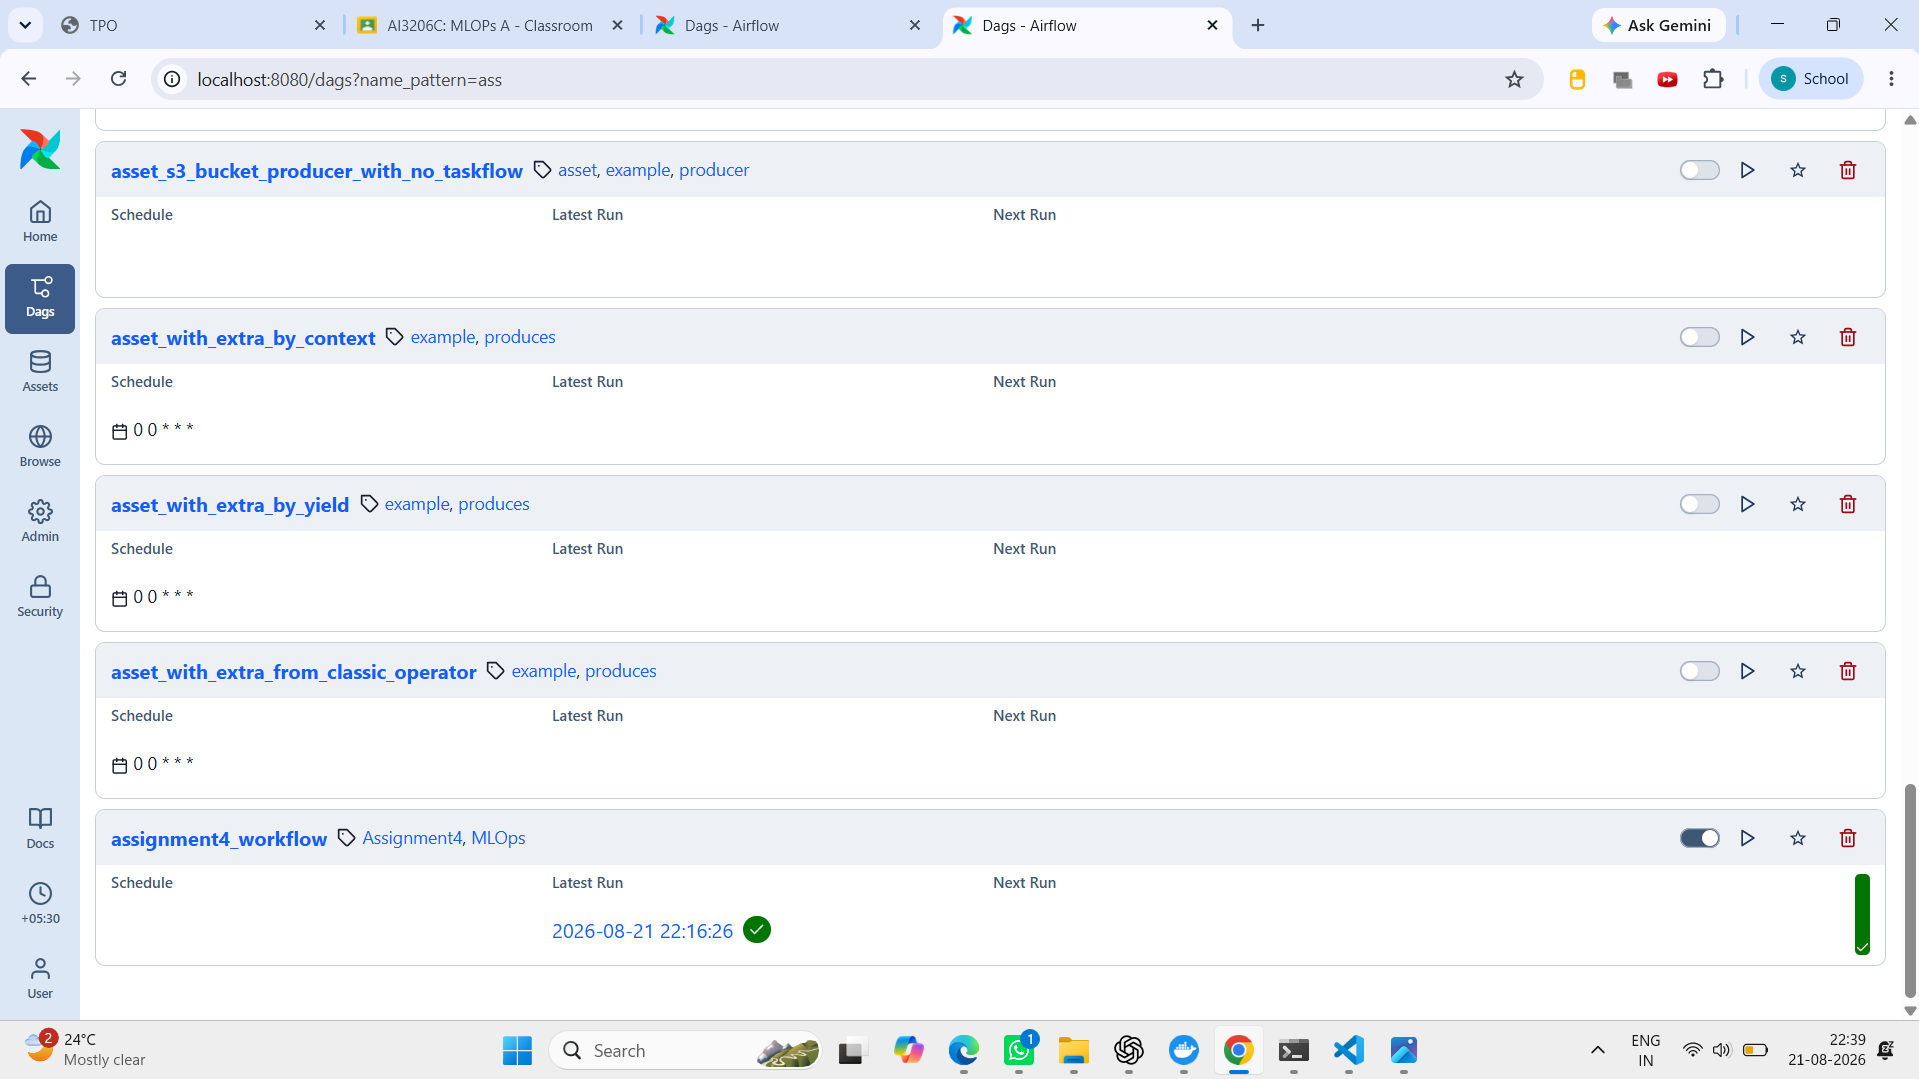 TPO
AI3206C: MLOPs A - Classroom
Dags - Airflow
Dags - Airflow
Ask Gemini
localhost:8080/dags?name_pattern=ass
S School
Home
Dags
Assets
Browse
Admin
Security
Docs
+05:30
User
asset_s3_bucket_producer_with_no_taskflow asset, example, producer
Schedule Latest Run Next Run
asset_with_extra_by_context example, produces
Schedule Latest Run Next Run
0 0 * * *
asset_with_extra_by_yield example, produces
Schedule Latest Run Next Run
0 0 * * *
asset_with_extra_from_classic_operator example, produces
Schedule Latest Run Next Run
0 0 * * *
assignment4_workflow Assignment4, MLOps
Schedule Latest Run Next Run
2026-08-21 22:16:26
2
24°C
Mostly clear
Search
1
ENG
IN
22:39
21-08-2026